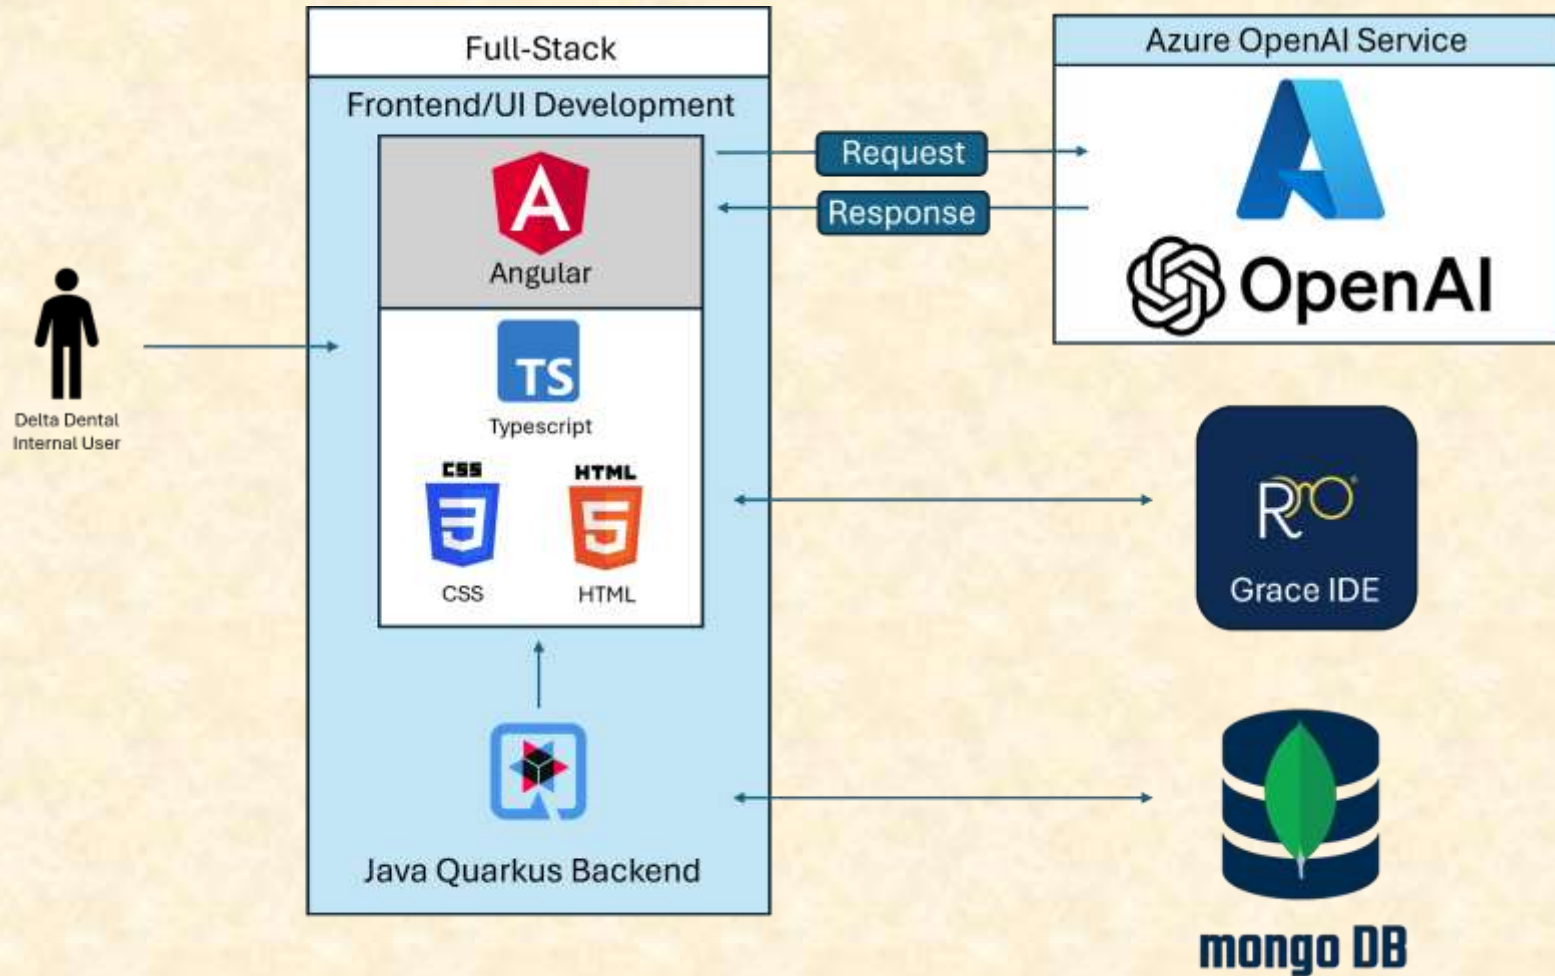 Full-Stack
Frontend/UI Development
Angular
TS
Typescript
CSS
HTML
CSS
HTML
Java Quarkus Backend
Delta Dental
Internal User
Request
Response
Azure OpenAI Service
OpenAI
Grace IDE
mongo DB